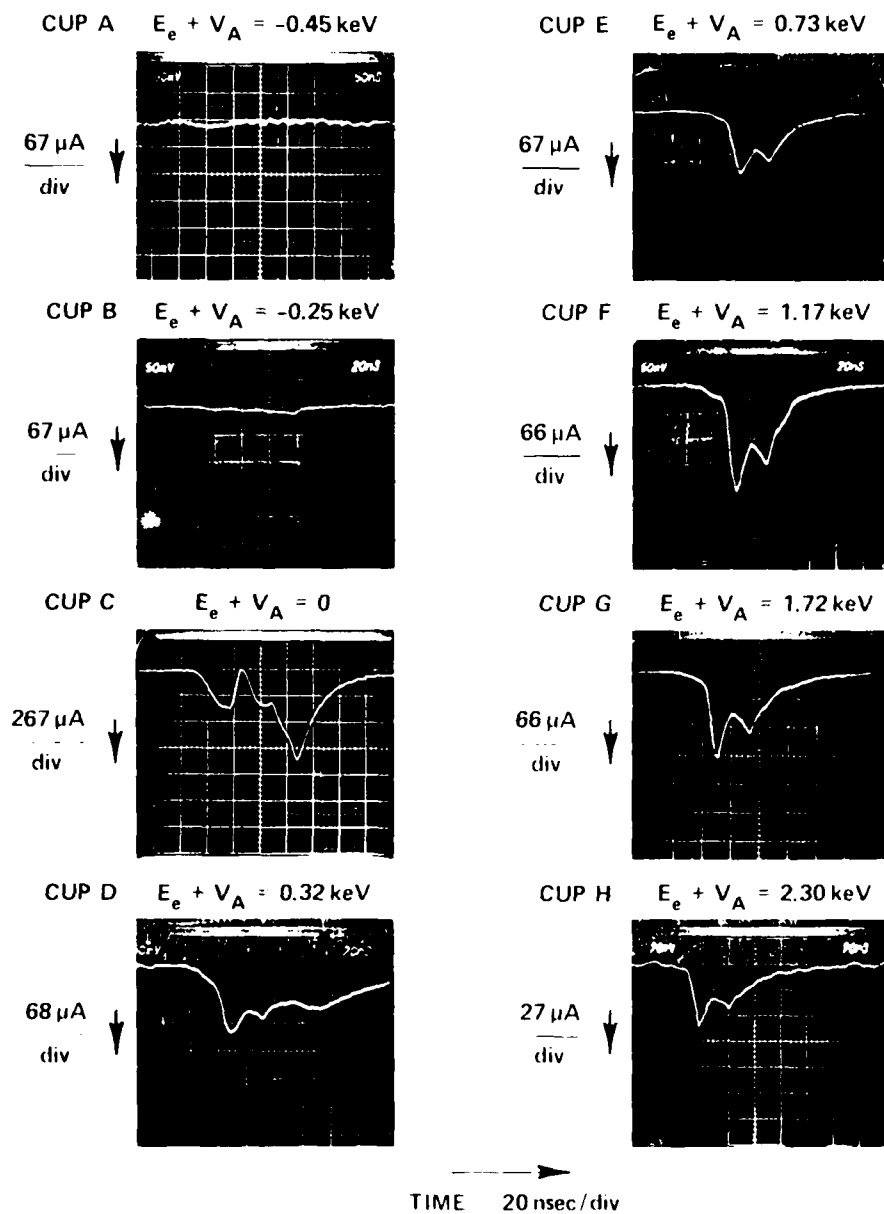 CUP A E_e + V_A = -0.45 keV
50nS
67 µA
div
CUP B E_e + V_A = -0.25 keV
50mV 20nS
67 µA
div
CUP C E_e + V_A = 0
267 µA
div
CUP D E_e + V_A = 0.32 keV
68 µA
div
CUP E E_e + V_A = 0.73 keV
67 µA
div
CUP F E_e + V_A = 1.17 keV
50mV 20nS
66 µA
div
CUP G E_e + V_A = 1.72 keV
66 µA
div
CUP H E_e + V_A = 2.30 keV
27 µA
div
TIME 20 nsec/div